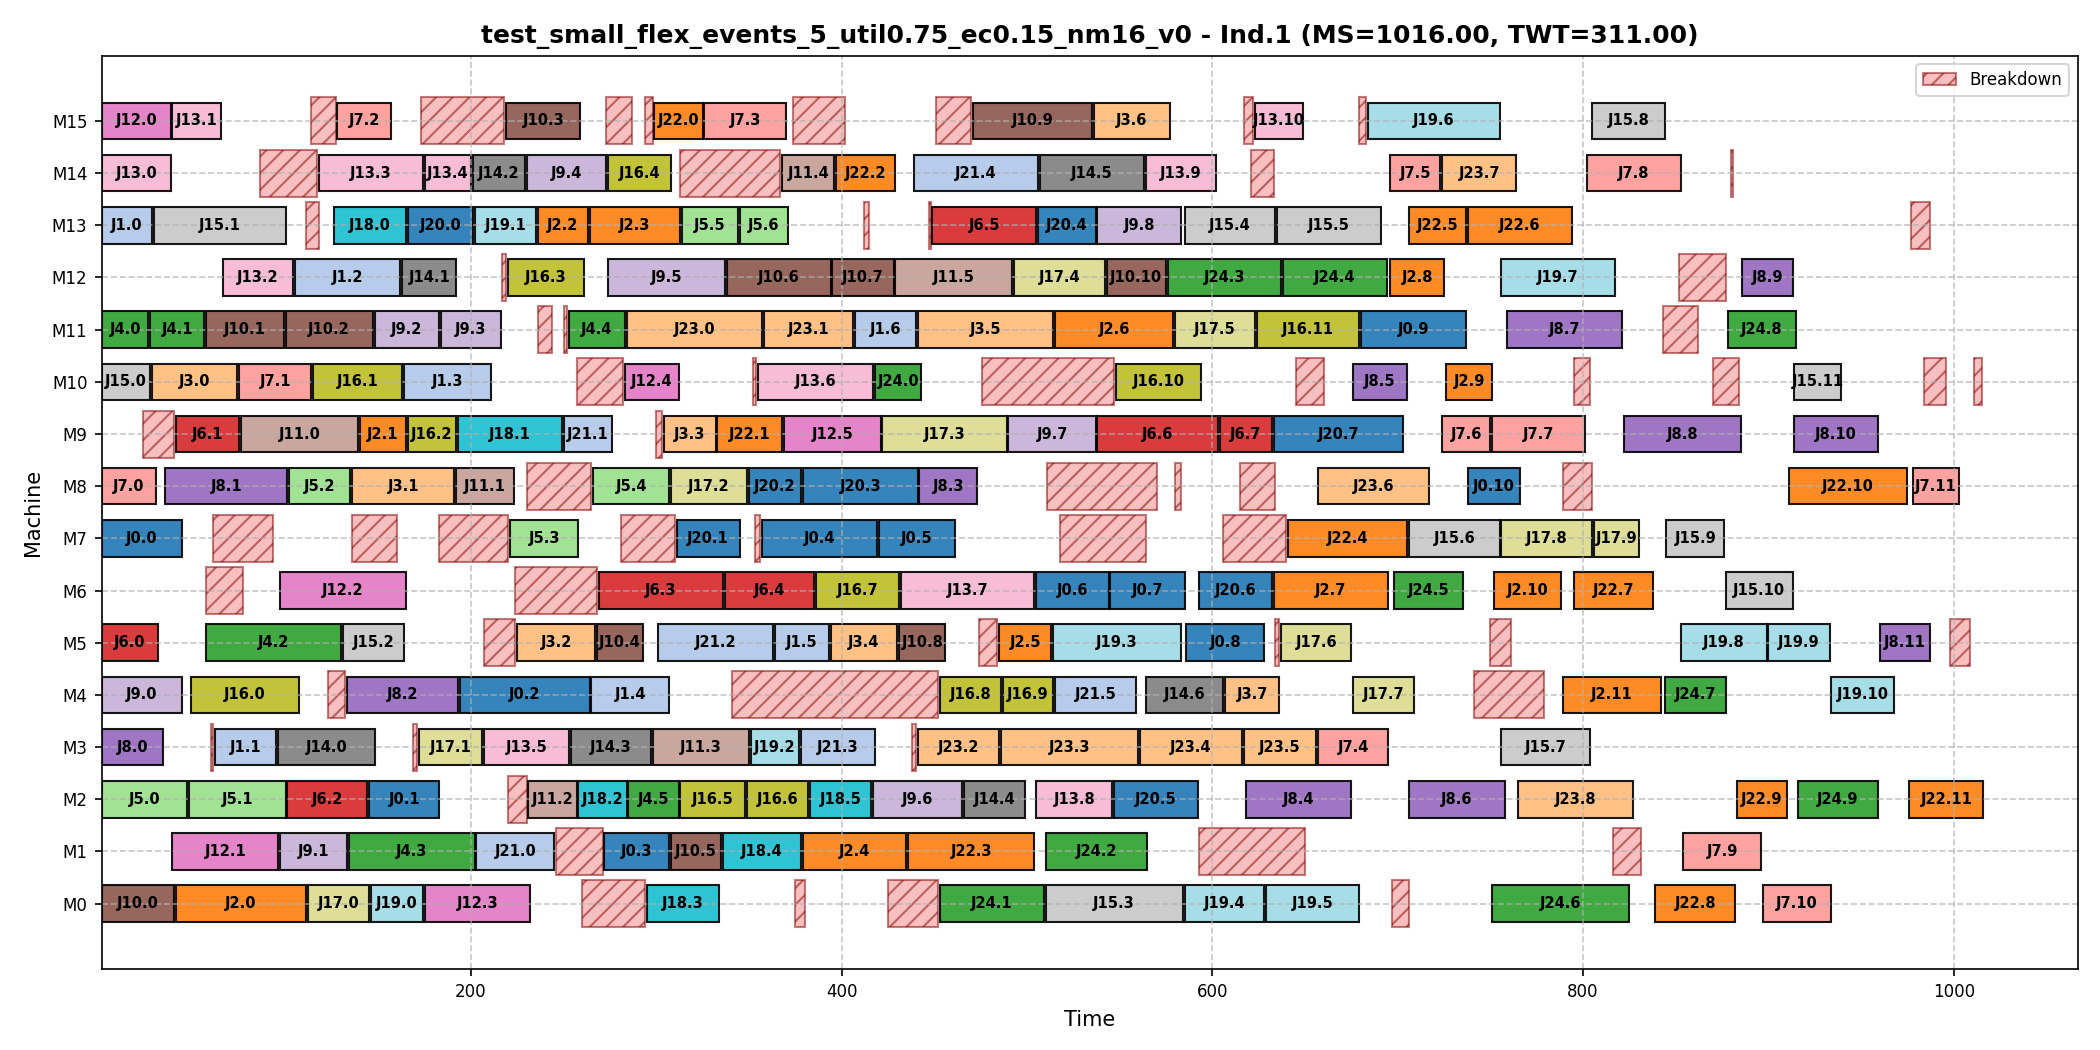 test_small_flex_events_5_util0.75_ec0.15_nm16_v0 - Ind.1 (MS=1016.00, TWT=311.00)
Breakdown
M15 J12.0 J13.1 J7.2 J10.3 J22.0 J7.3 J10.9 J3.6 J13.10 J19.6 J15.8
M14 J13.0 J13.3 J13.4 J14.2 J9.4 J16.4 J11.4 J22.2 J21.4 J14.5 J13.9 J7.5 J23.7 J7.8
M13 J1.0 J15.1 J18.0 J20.0 J19.1 J2.2 J2.3 J5.5 J5.6 J6.5 J20.4 J9.8 J15.4 J15.5 J22.5 J22.6
M12 J13.2 J1.2 J14.1 J16.3 J9.5 J10.6 J10.7 J11.5 J17.4 J10.10 J24.3 J24.4 J2.8 J19.7 J8.9
M11 J4.0 J4.1 J10.1 J10.2 J9.2 J9.3 J4.4 J23.0 J23.1 J1.6 J3.5 J2.6 J17.5 J16.11 J0.9 J8.7 J24.8
M10 J15.0 J3.0 J7.1 J16.1 J1.3 J12.4 J13.6 J24.0 J16.10 J8.5 J2.9 J15.11
M9 J6.1 J11.0 J2.1 J16.2 J18.1 J21.1 J3.3 J22.1 J12.5 J17.3 J9.7 J6.6 J6.7 J20.7 J7.6 J7.7 J8.8 J8.10
M8 J7.0 J8.1 J5.2 J3.1 J11.1 J5.4 J17.2 J20.2 J20.3 J8.3 J23.6 J0.10 J22.10 J7.11
M7 J0.0 J5.3 J20.1 J0.4 J0.5 J22.4 J15.6 J17.8 J17.9 J15.9
M6 J12.2 J6.3 J6.4 J16.7 J13.7 J0.6 J0.7 J20.6 J2.7 J24.5 J2.10 J22.7 J15.10
M5 J6.0 J4.2 J15.2 J3.2 J10.4 J21.2 J1.5 J3.4 J10.8 J2.5 J19.3 J0.8 J17.6 J19.8 J19.9 J8.11
M4 J9.0 J16.0 J8.2 J0.2 J1.4 J16.8 J16.9 J21.5 J14.6 J3.7 J17.7 J2.11 J24.7 J19.10
M3 J8.0 J1.1 J14.0 J17.1 J13.5 J14.3 J11.3 J19.2 J21.3 J23.2 J23.3 J23.4 J23.5 J7.4 J15.7
M2 J5.0 J5.1 J6.2 J0.1 J11.2 J18.2 J4.5 J16.5 J16.6 J18.5 J9.6 J14.4 J13.8 J20.5 J8.4 J8.6 J23.8 J22.9 J24.9 J22.11
M1 J12.1 J9.1 J4.3 J21.0 J0.3 J10.5 J18.4 J2.4 J22.3 J24.2 J7.9
M0 J10.0 J2.0 J17.0 J19.0 J12.3 J18.3 J24.1 J15.3 J19.4 J19.5 J24.6 J22.8 J7.10
200 400 600 800 1000
Time
Machine